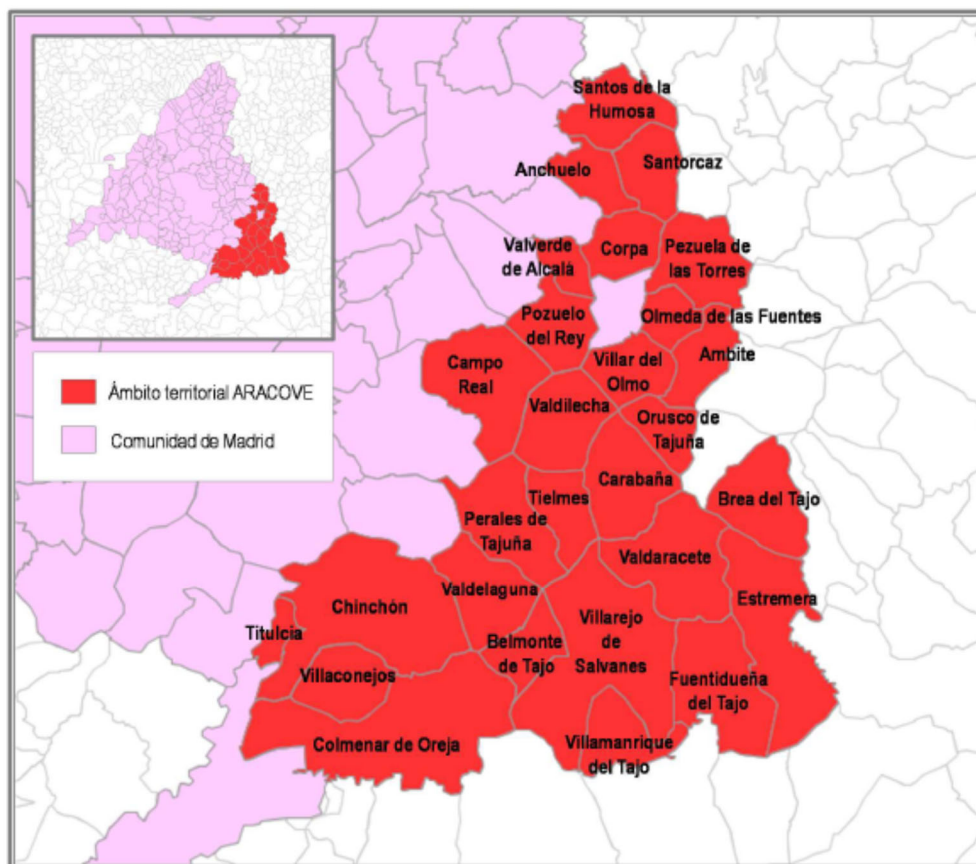 Santos de la
Humosa
Anchuelo
Santorcaz
Valverde
de Alcalà
Corpa
Pezuela de
las Torres
Pozuelo
del Rey
Olmeda de las Fuentes
Campo
Real
Villar del
Olmo
Ambite
Ámbito territorial ARACOVE
Comunidad de Madrid
Valdilecha
Orusco de
Tajuña
Carabaña
Tielmes
Brea del Tajo
Perales de
Tajuña
Valdaracete
Valdelaguna
Estremera
Chinchón
Villarejo
de
Salvanes
Titulcia
Belmonte
de Tajo
Villaconejos
Fuentidueña
del Tajo
Colmenar de Oreja
Villamanrique
del Tajo